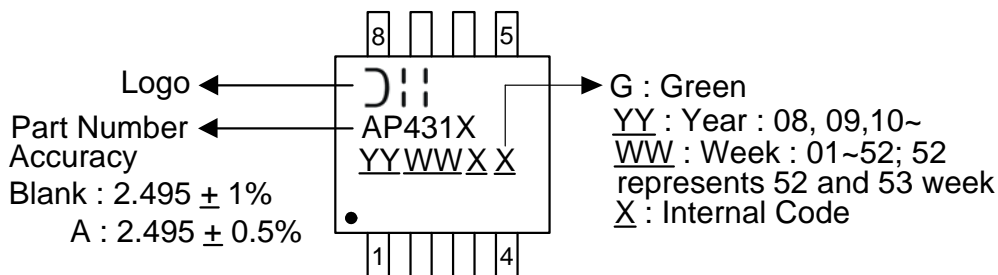 8 5
Logo
Part Number
Accuracy
Blank : 2.495 ± 1%
A : 2.495 ± 0.5%
AP431X
YYWWX X
1 4
G : Green
YY : Year : 08, 09,10~
WW : Week : 01~52; 52
represents 52 and 53 week
X : Internal Code